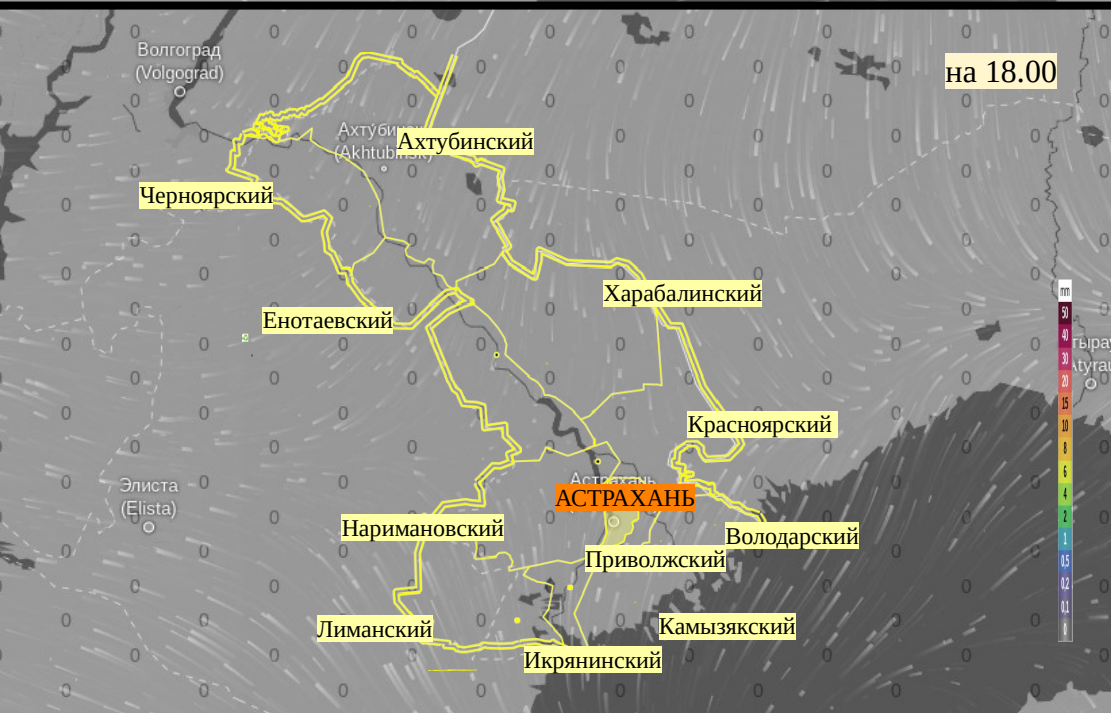 Волгоград
(Volgograd)
на 18.00
Ахтубинский
(Akhtubinsk)
Черноярский
Харабалинский
Енотаевский
mm
50
40
30
20
15
10
8
6
4
2
1
0,5
0,2
0,1
0
Красноярский
Элиста
(Elista)
Астрахань
АСТРАХАНЬ
Наримановский
Володарский
Приволжский
Лиманский
Камызякский
Икрянинский